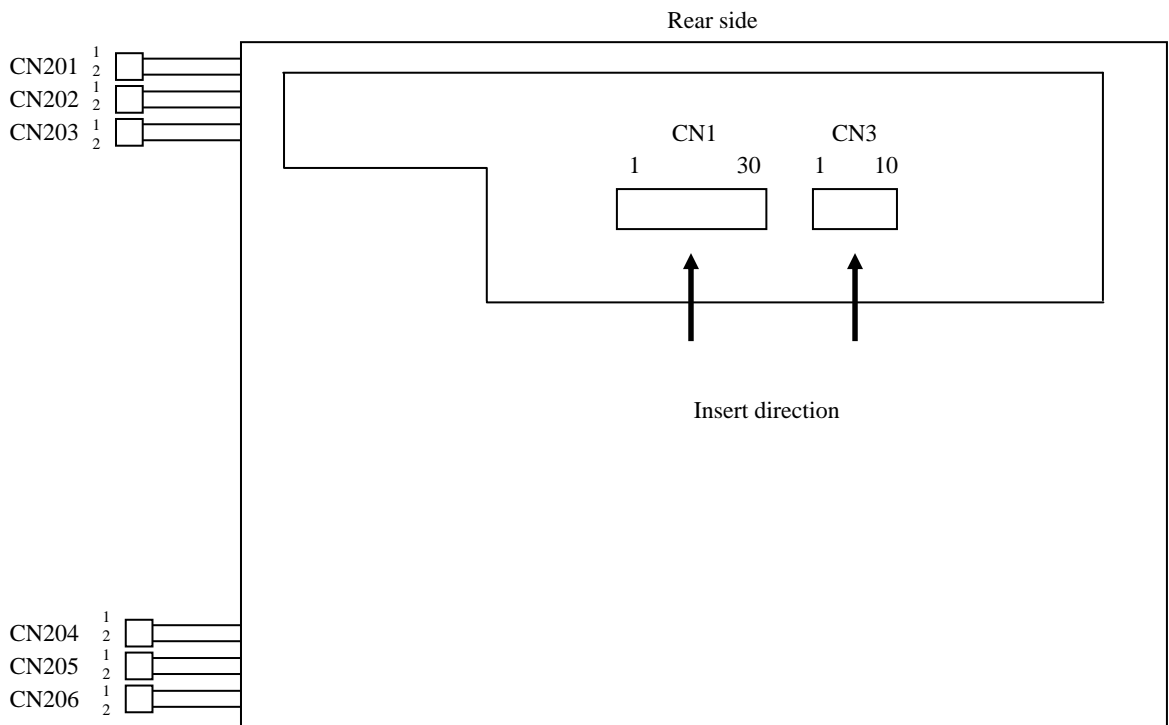 Rear side
CN201 1 2
CN202 1 2
CN203 1 2
CN1 CN3
1 30 1 10
Insert direction
CN204 1 2
CN205 1 2
CN206 1 2